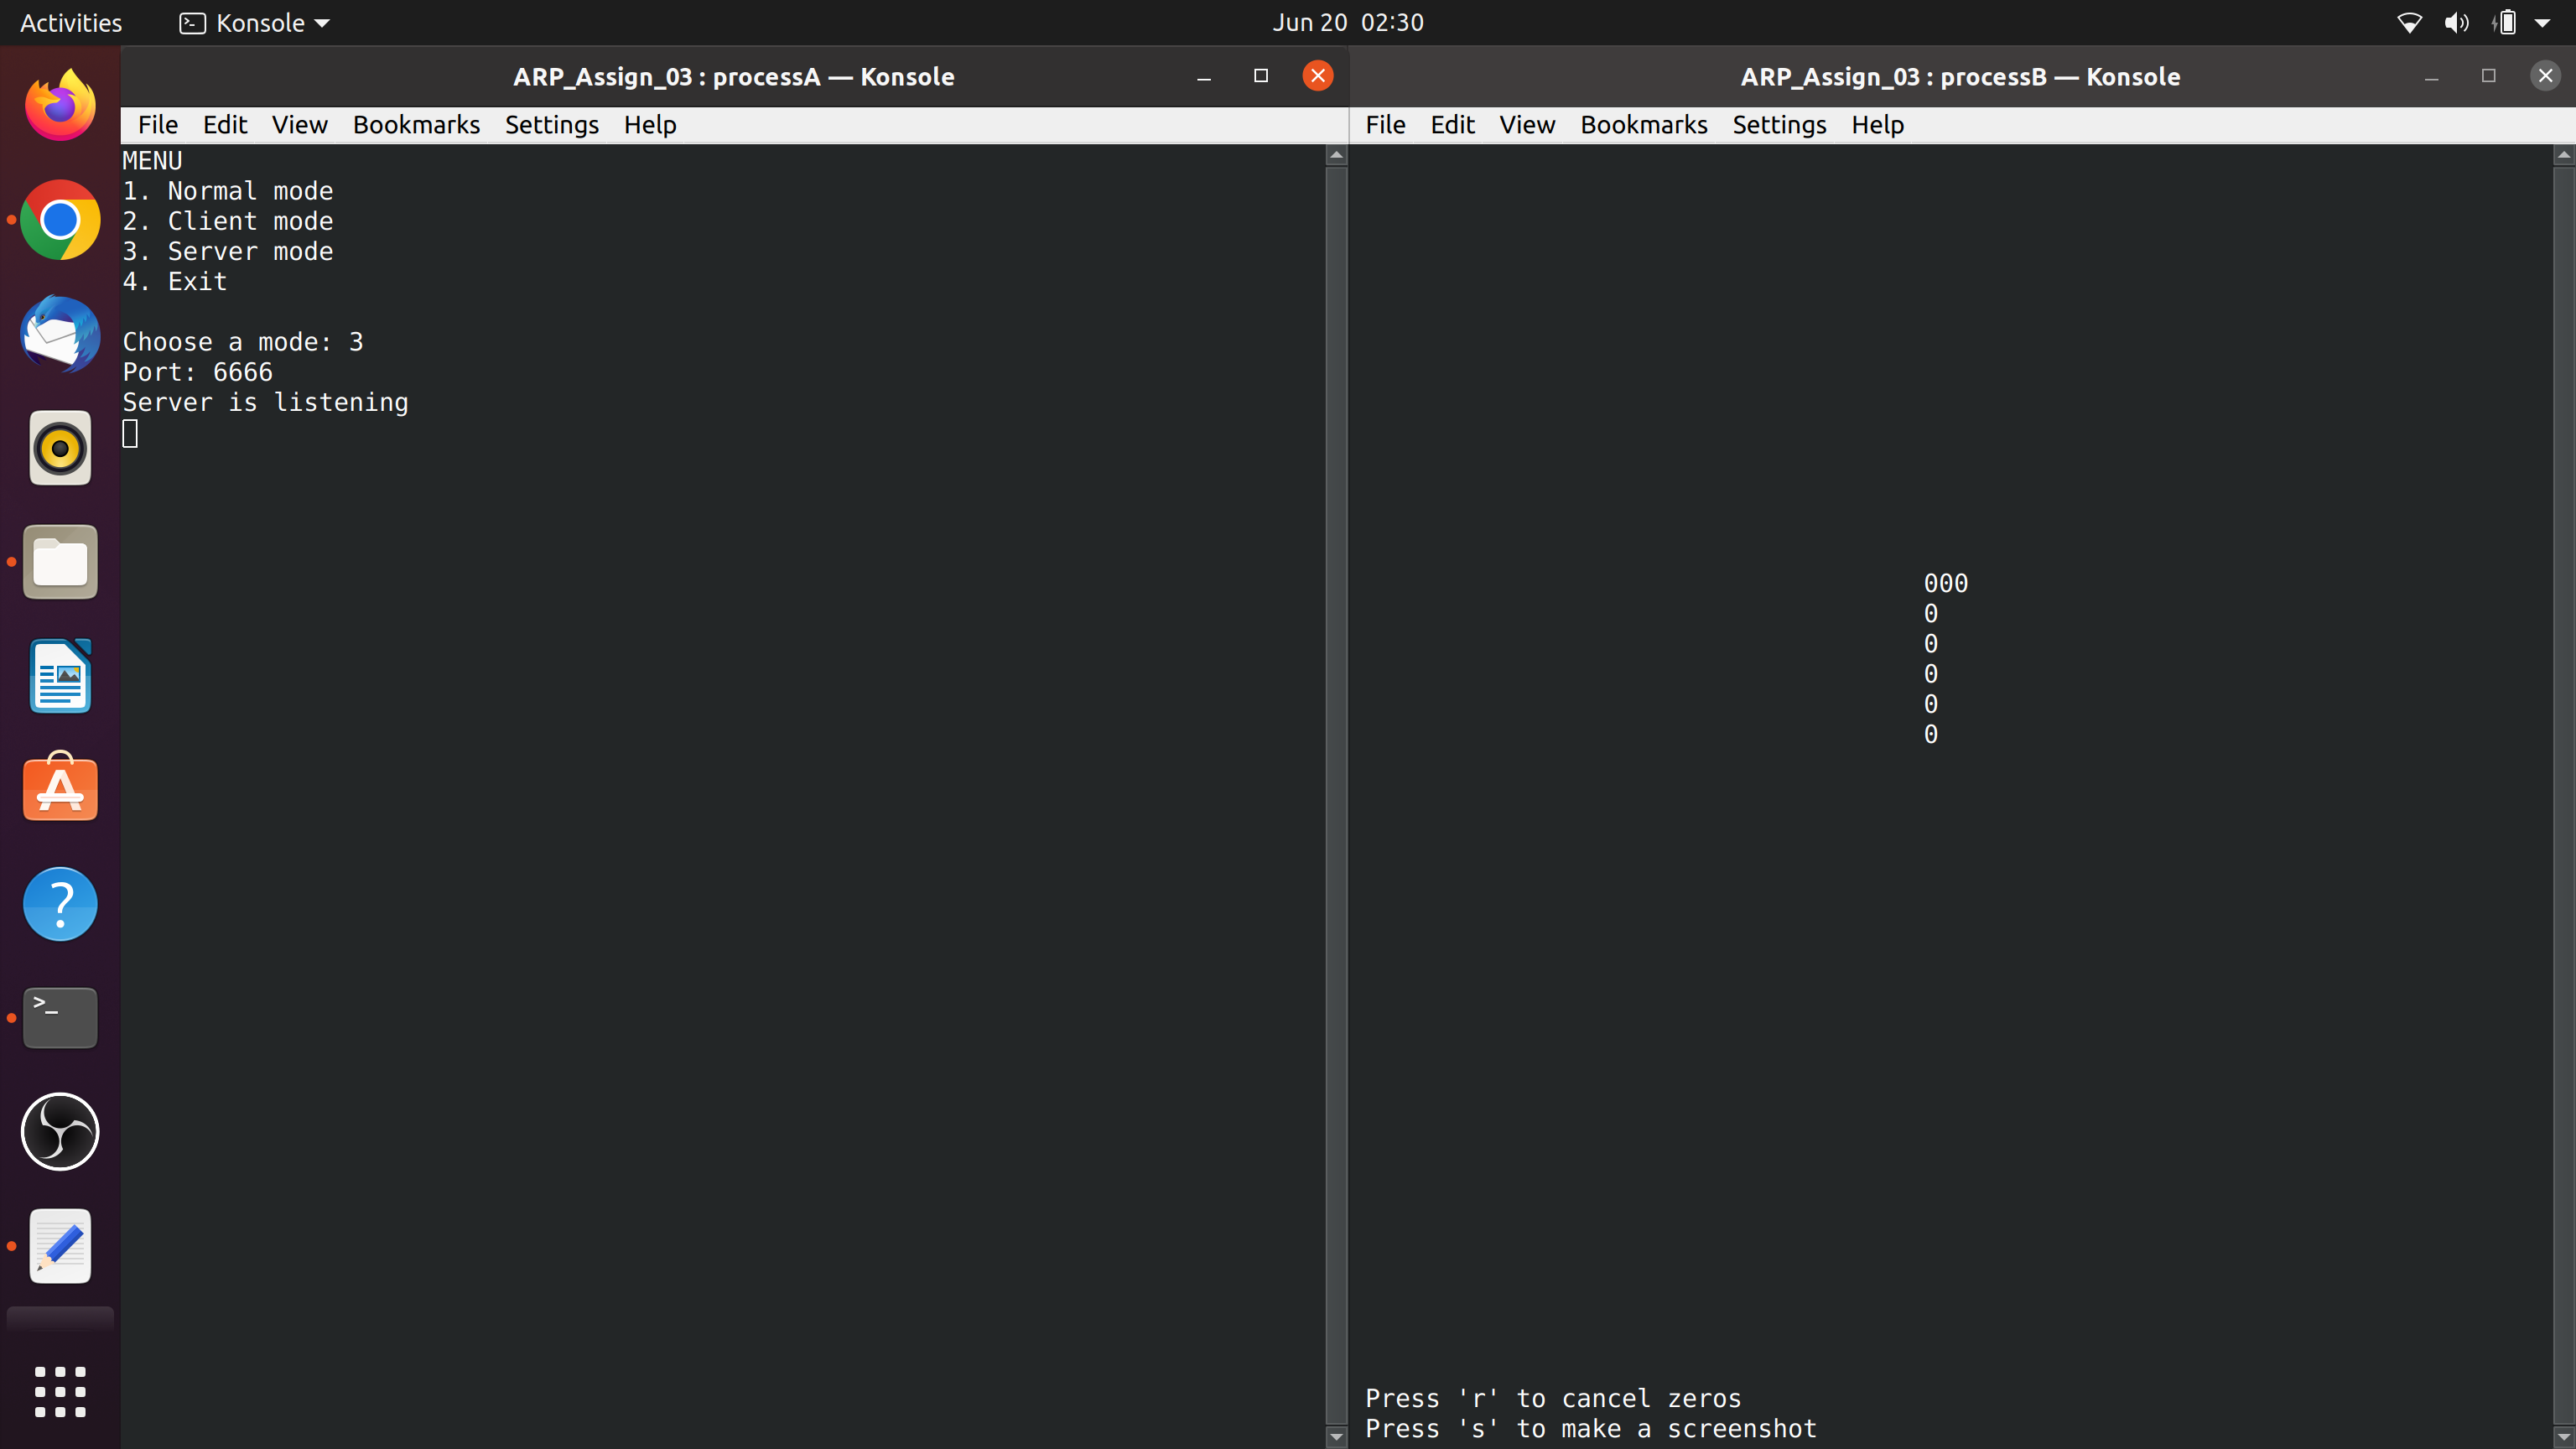 Activities Konsole Jun 20 02:30
ARP_Assign_03 : processA — Konsole
File Edit View Bookmarks Settings Help
MENU
1. Normal mode
2. Client mode
3. Server mode
4. Exit
Choose a mode: 3
Port: 6666
Server is listening
ARP_Assign_03 : processB — Konsole
File Edit View Bookmarks Settings Help
000
0
0
0
0
0
Press 'r' to cancel zeros
Press 's' to make a screenshot